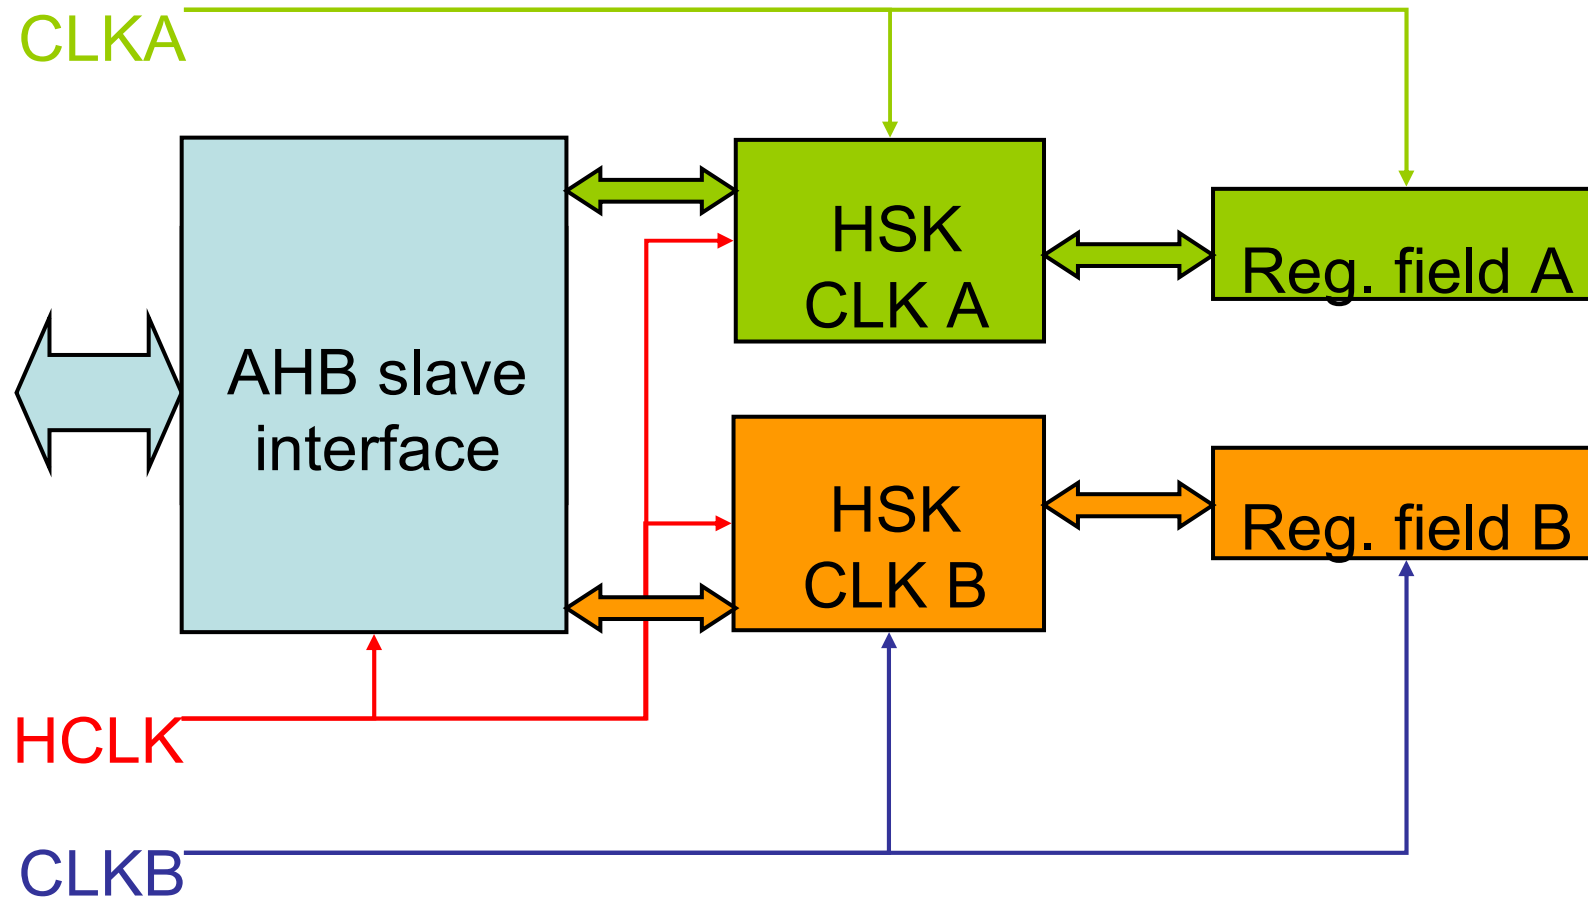 CLKA
HSK
CLK A
Reg. field A
AHB slave
interface
HSK
CLK B
Reg. field B
HCLK
CLKB